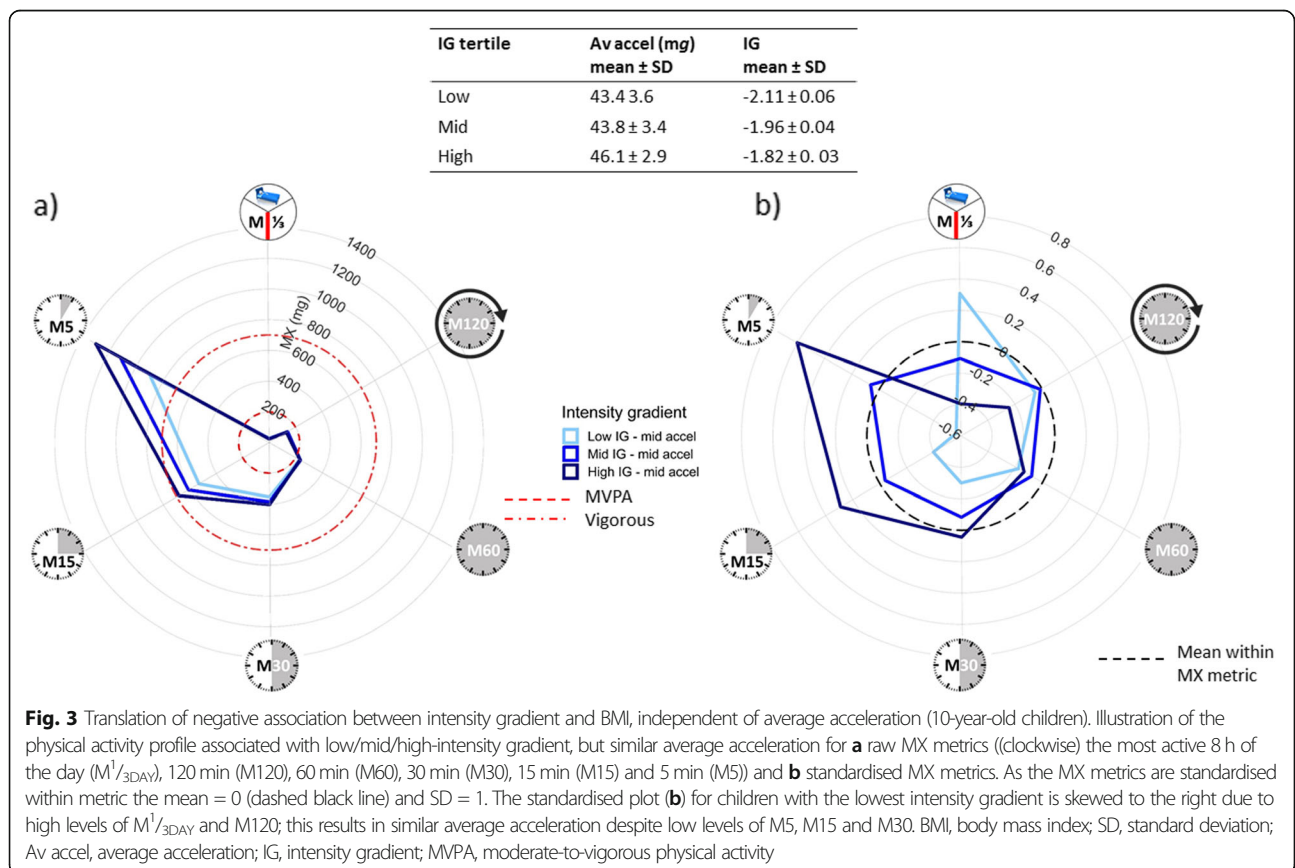 IG tertile Av accel (mg) IG
mean ± SD mean ± SD
Low 43.4 3.6 -2.11 ± 0.06
Mid 43.8 ± 3.4 -1.96 ± 0.04
High 46.1 ± 2.9 -1.82 ± 0. 03
a)
M ⅓
1400
1200
1000
800
600
400
200
MX (mg)
M120
M60
M30
M15
M5
Intensity gradient
Low IG - mid accel
Mid IG - mid accel
High IG - mid accel
MVPA
Vigorous
b)
M ⅓
0.8
0.6
0.4
0.2
0
-0.2
-0.4
-0.6
M120
M60
M30
M15
M5
Mean within
MX metric
Fig. 3 Translation of negative association between intensity gradient and BMI, independent of average acceleration (10-year-old children). Illustration of the
physical activity profile associated with low/mid/high-intensity gradient, but similar average acceleration for a raw MX metrics ((clockwise) the most active 8 h of
the day (M¹/₃DAY), 120 min (M120), 60 min (M60), 30 min (M30), 15 min (M15) and 5 min (M5)) and b standardised MX metrics. As the MX metrics are standardised
within metric the mean = 0 (dashed black line) and SD = 1. The standardised plot (b) for children with the lowest intensity gradient is skewed to the right due to
high levels of M¹/₃DAY and M120; this results in similar average acceleration despite low levels of M5, M15 and M30. BMI, body mass index; SD, standard deviation;
Av accel, average acceleration; IG, intensity gradient; MVPA, moderate-to-vigorous physical activity